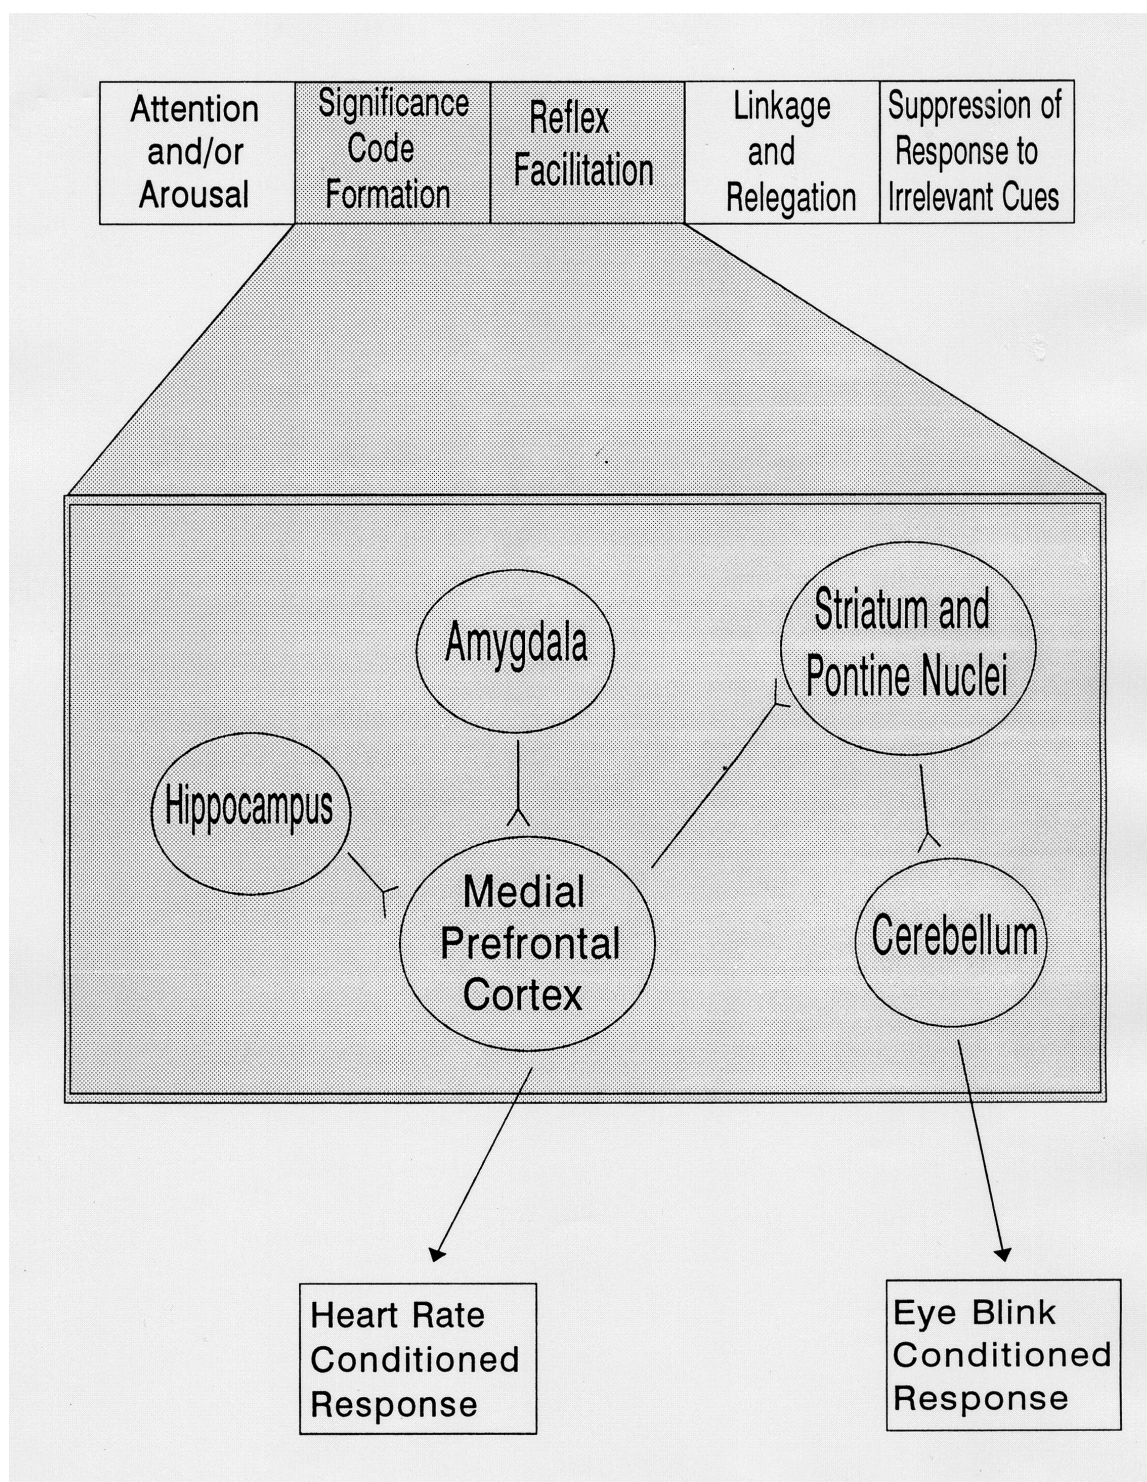 Attention
and/or
Arousal
Significance
Code
Formation
Reflex
Facilitation
Linkage
and
Relegation
Suppression of
Response to
Irrelevant Cues
Amygdala
Striatum and
Pontine Nuclei
Hippocampus
Medial
Prefrontal
Cortex
Cerebellum
Heart Rate
Conditioned
Response
Eye Blink
Conditioned
Response